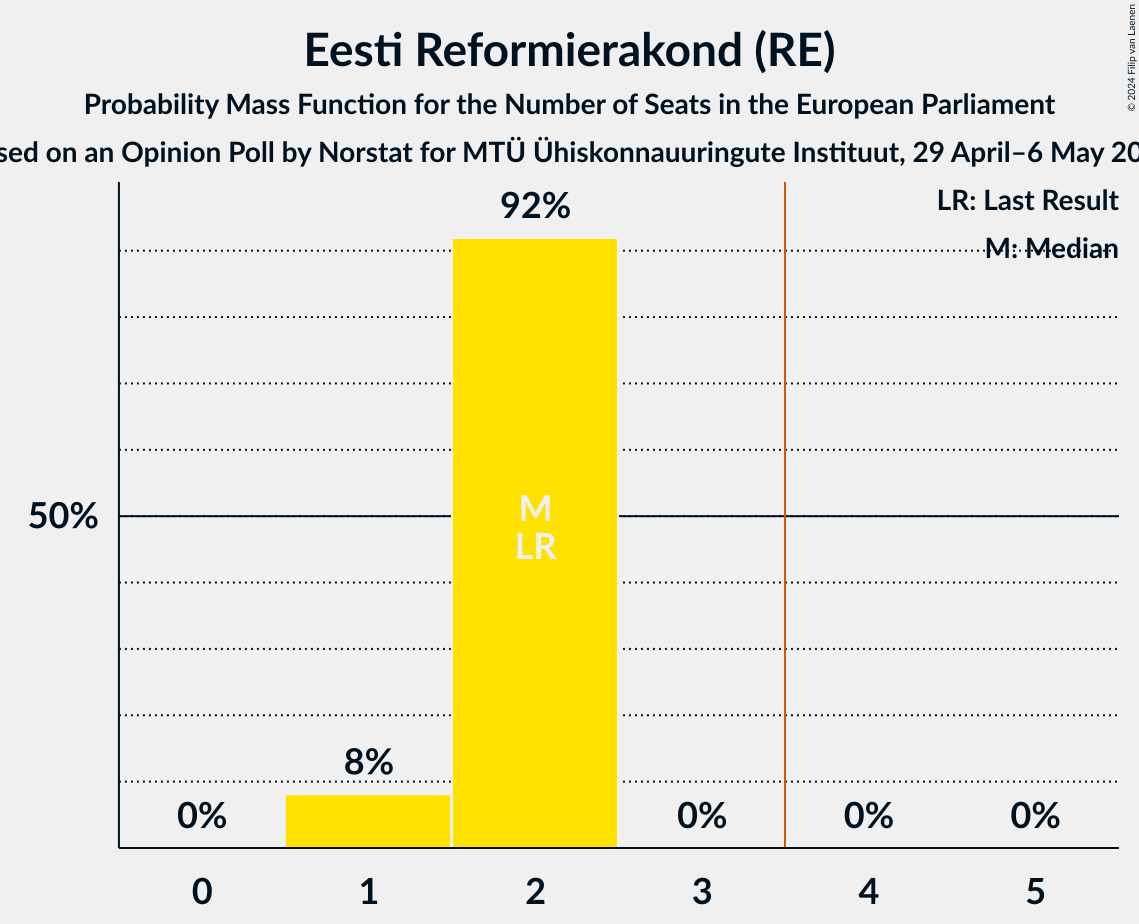 Eesti Reformierakond (RE)
Probability Mass Function for the Number of Seats in the European Parliament
sed on an Opinion Poll by Norstat for MTÜ Ühiskonnauuringute Instituut, 29 April–6 May 20
© 2024 Filip van Laenen
LR: Last Result
M: Median
92%
50%
M
LR
8%
0%
0%
0%
0%
0 1 2 3 4 5